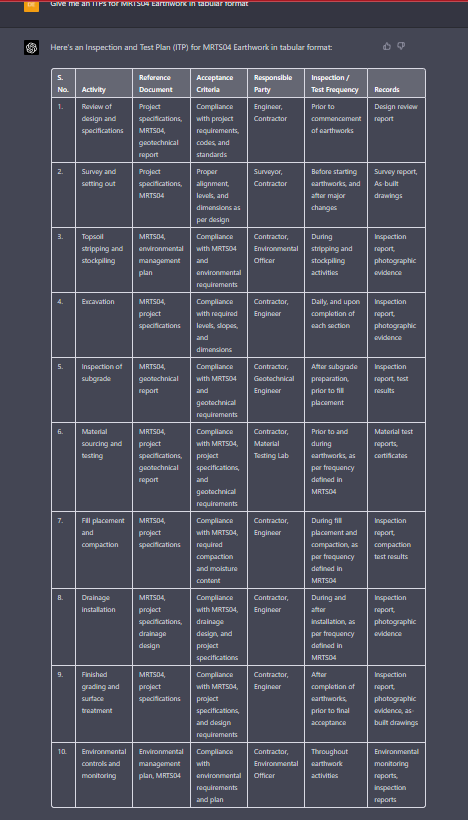 Give me an ITPs for MRTS04 Earthwork in tabular format
Here's an Inspection and Test Plan (ITP) for MRTS04 Earthwork in tabular format:
S. No. Activity Reference Document Acceptance Criteria Responsible Party Inspection / Test Frequency Records
1. Review of design and specifications Project specifications, MRTS04, geotechnical report Compliance with project requirements, codes, and standards Engineer, Contractor Prior to commencement of earthworks Design review report
2. Survey and setting out Project specifications, MRTS04 Proper alignment, levels, and dimensions as per design Surveyor, Contractor Before starting earthworks, and after major changes Survey report, As-built drawings
3. Topsoil stripping and stockpiling MRTS04, environmental management plan Compliance with MRTS04 and environmental requirements Contractor, Environmental Officer During stripping and stockpiling activities Inspection report, photographic evidence
4. Excavation MRTS04, project specifications Compliance with required levels, slopes, and dimensions Contractor, Engineer Daily, and upon completion of each section Inspection report, photographic evidence
5. Inspection of subgrade MRTS04, geotechnical report Compliance with MRTS04 and geotechnical requirements Contractor, Geotechnical Engineer After subgrade preparation, prior to fill placement Inspection report, test results
6. Material sourcing and testing MRTS04, project specifications, geotechnical report Compliance with MRTS04, project specifications, and geotechnical requirements Contractor, Material Testing Lab Prior to and during earthworks, as per frequency defined in MRTS04 Material test reports, certificates
7. Fill placement and compaction MRTS04, project specifications Compliance with MRTS04, required compaction and moisture content Contractor, Engineer During fill placement and compaction, as per frequency defined in MRTS04 Inspection report, compaction test results
8. Drainage installation MRTS04, project specifications, drainage design Compliance with MRTS04, drainage design, and project specifications Contractor, Engineer During and after installation, as per frequency defined in MRTS04 Inspection report, photographic evidence
9. Finished grading and surface treatment MRTS04, project specifications Compliance with MRTS04, project specifications, and design requirements Contractor, Engineer After completion of earthworks, prior to final acceptance Inspection report, photographic evidence, as-built drawings
10. Environmental controls and monitoring Environmental management plan, MRTS04 Compliance with environmental requirements and plan Contractor, Environmental Officer Throughout earthwork activities Environmental monitoring reports, inspection reports